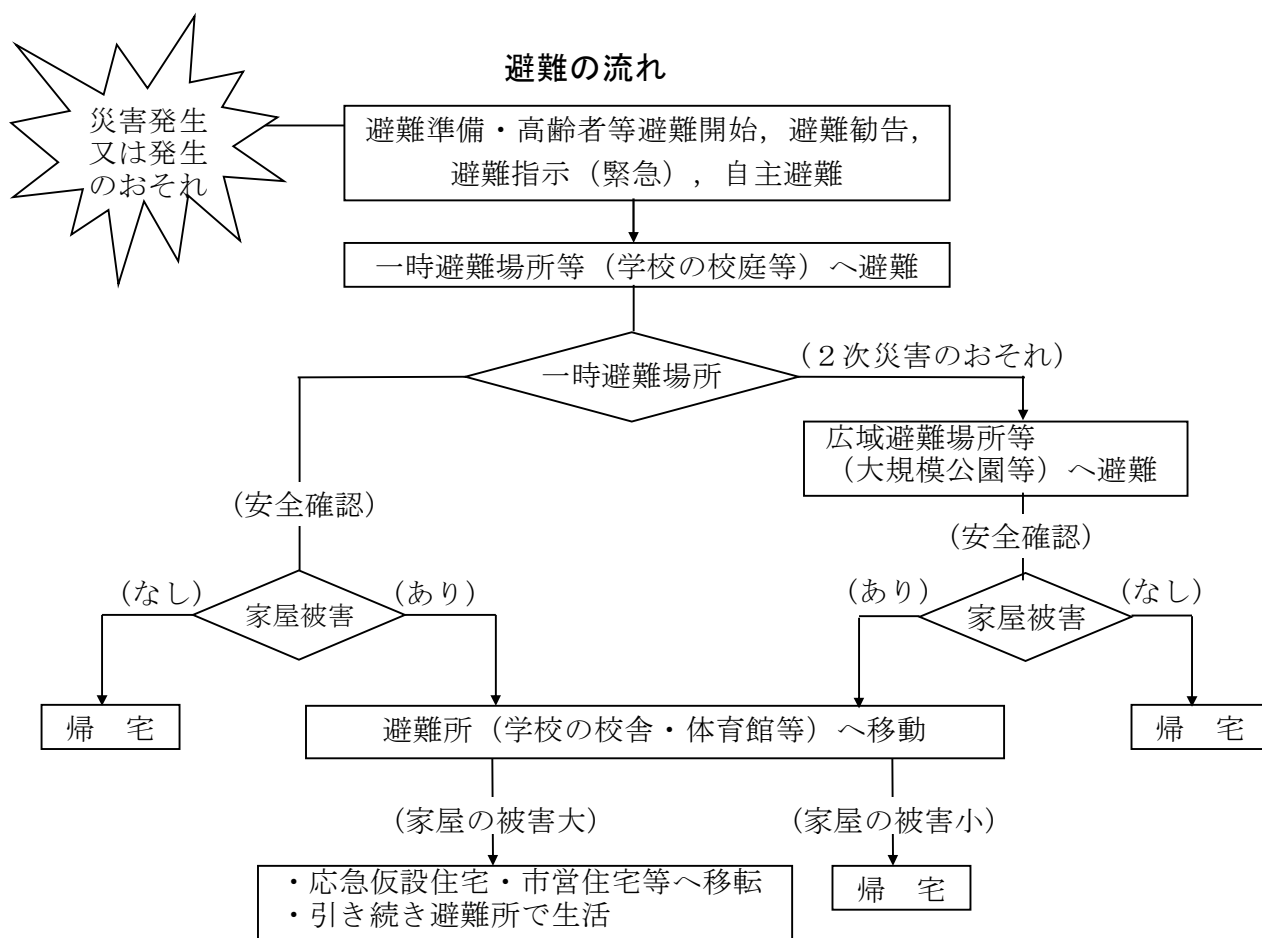 避難の流れ
災害発生
又は発生
のおそれ
避難準備・高齢者等避難開始，避難勧告，
避難指示（緊急），自主避難
一時避難場所等（学校の校庭等）へ避難
一時避難場所
（２次災害のおそれ）
広域避難場所等
（大規模公園等）へ避難
（安全確認）
（安全確認）
（なし）
家屋被害
（あり）
（あり）
家屋被害
（なし）
帰　宅
避難所（学校の校舎・体育館等）へ移動
帰　宅
（家屋の被害大）
（家屋の被害小）
・応急仮設住宅・市営住宅等へ移転
・引き続き避難所で生活
帰　宅